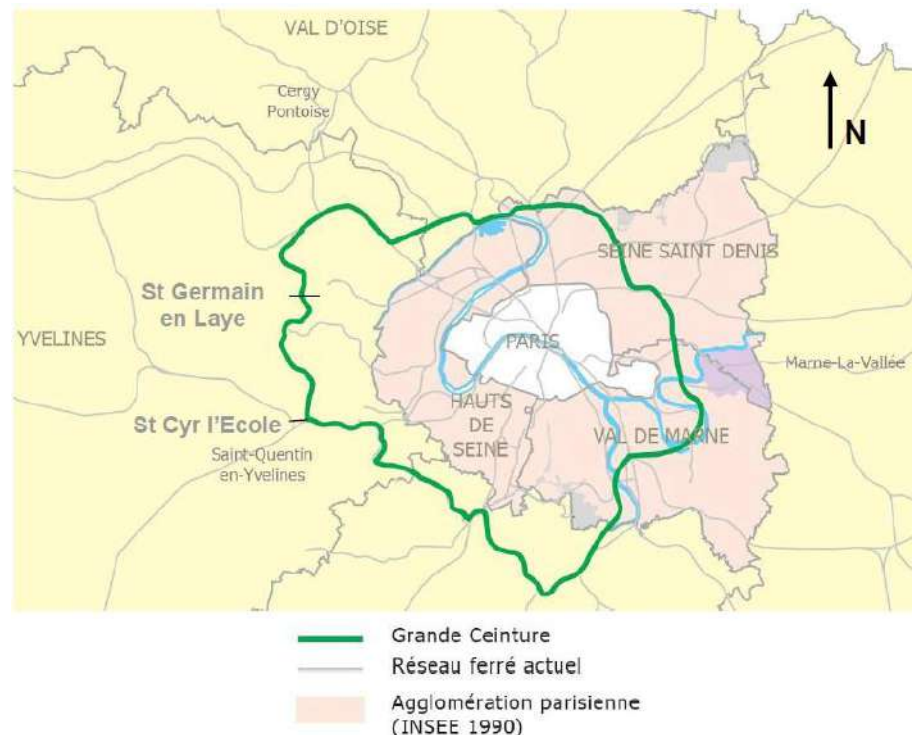 VAL D'OISE
Cergy
Pontoise
N
SEINE SAINT DENIS
St Germain
en Laye
YVELINES
PARIS
Marne-La-Vallée
HAUTS
DE
SEINE
St Cyr l'Ecole
VAL DE MARNE
Saint-Quentin
en-Yvelines
Grande Ceinture
Réseau ferré actuel
Agglomération parisienne
(INSEE 1990)